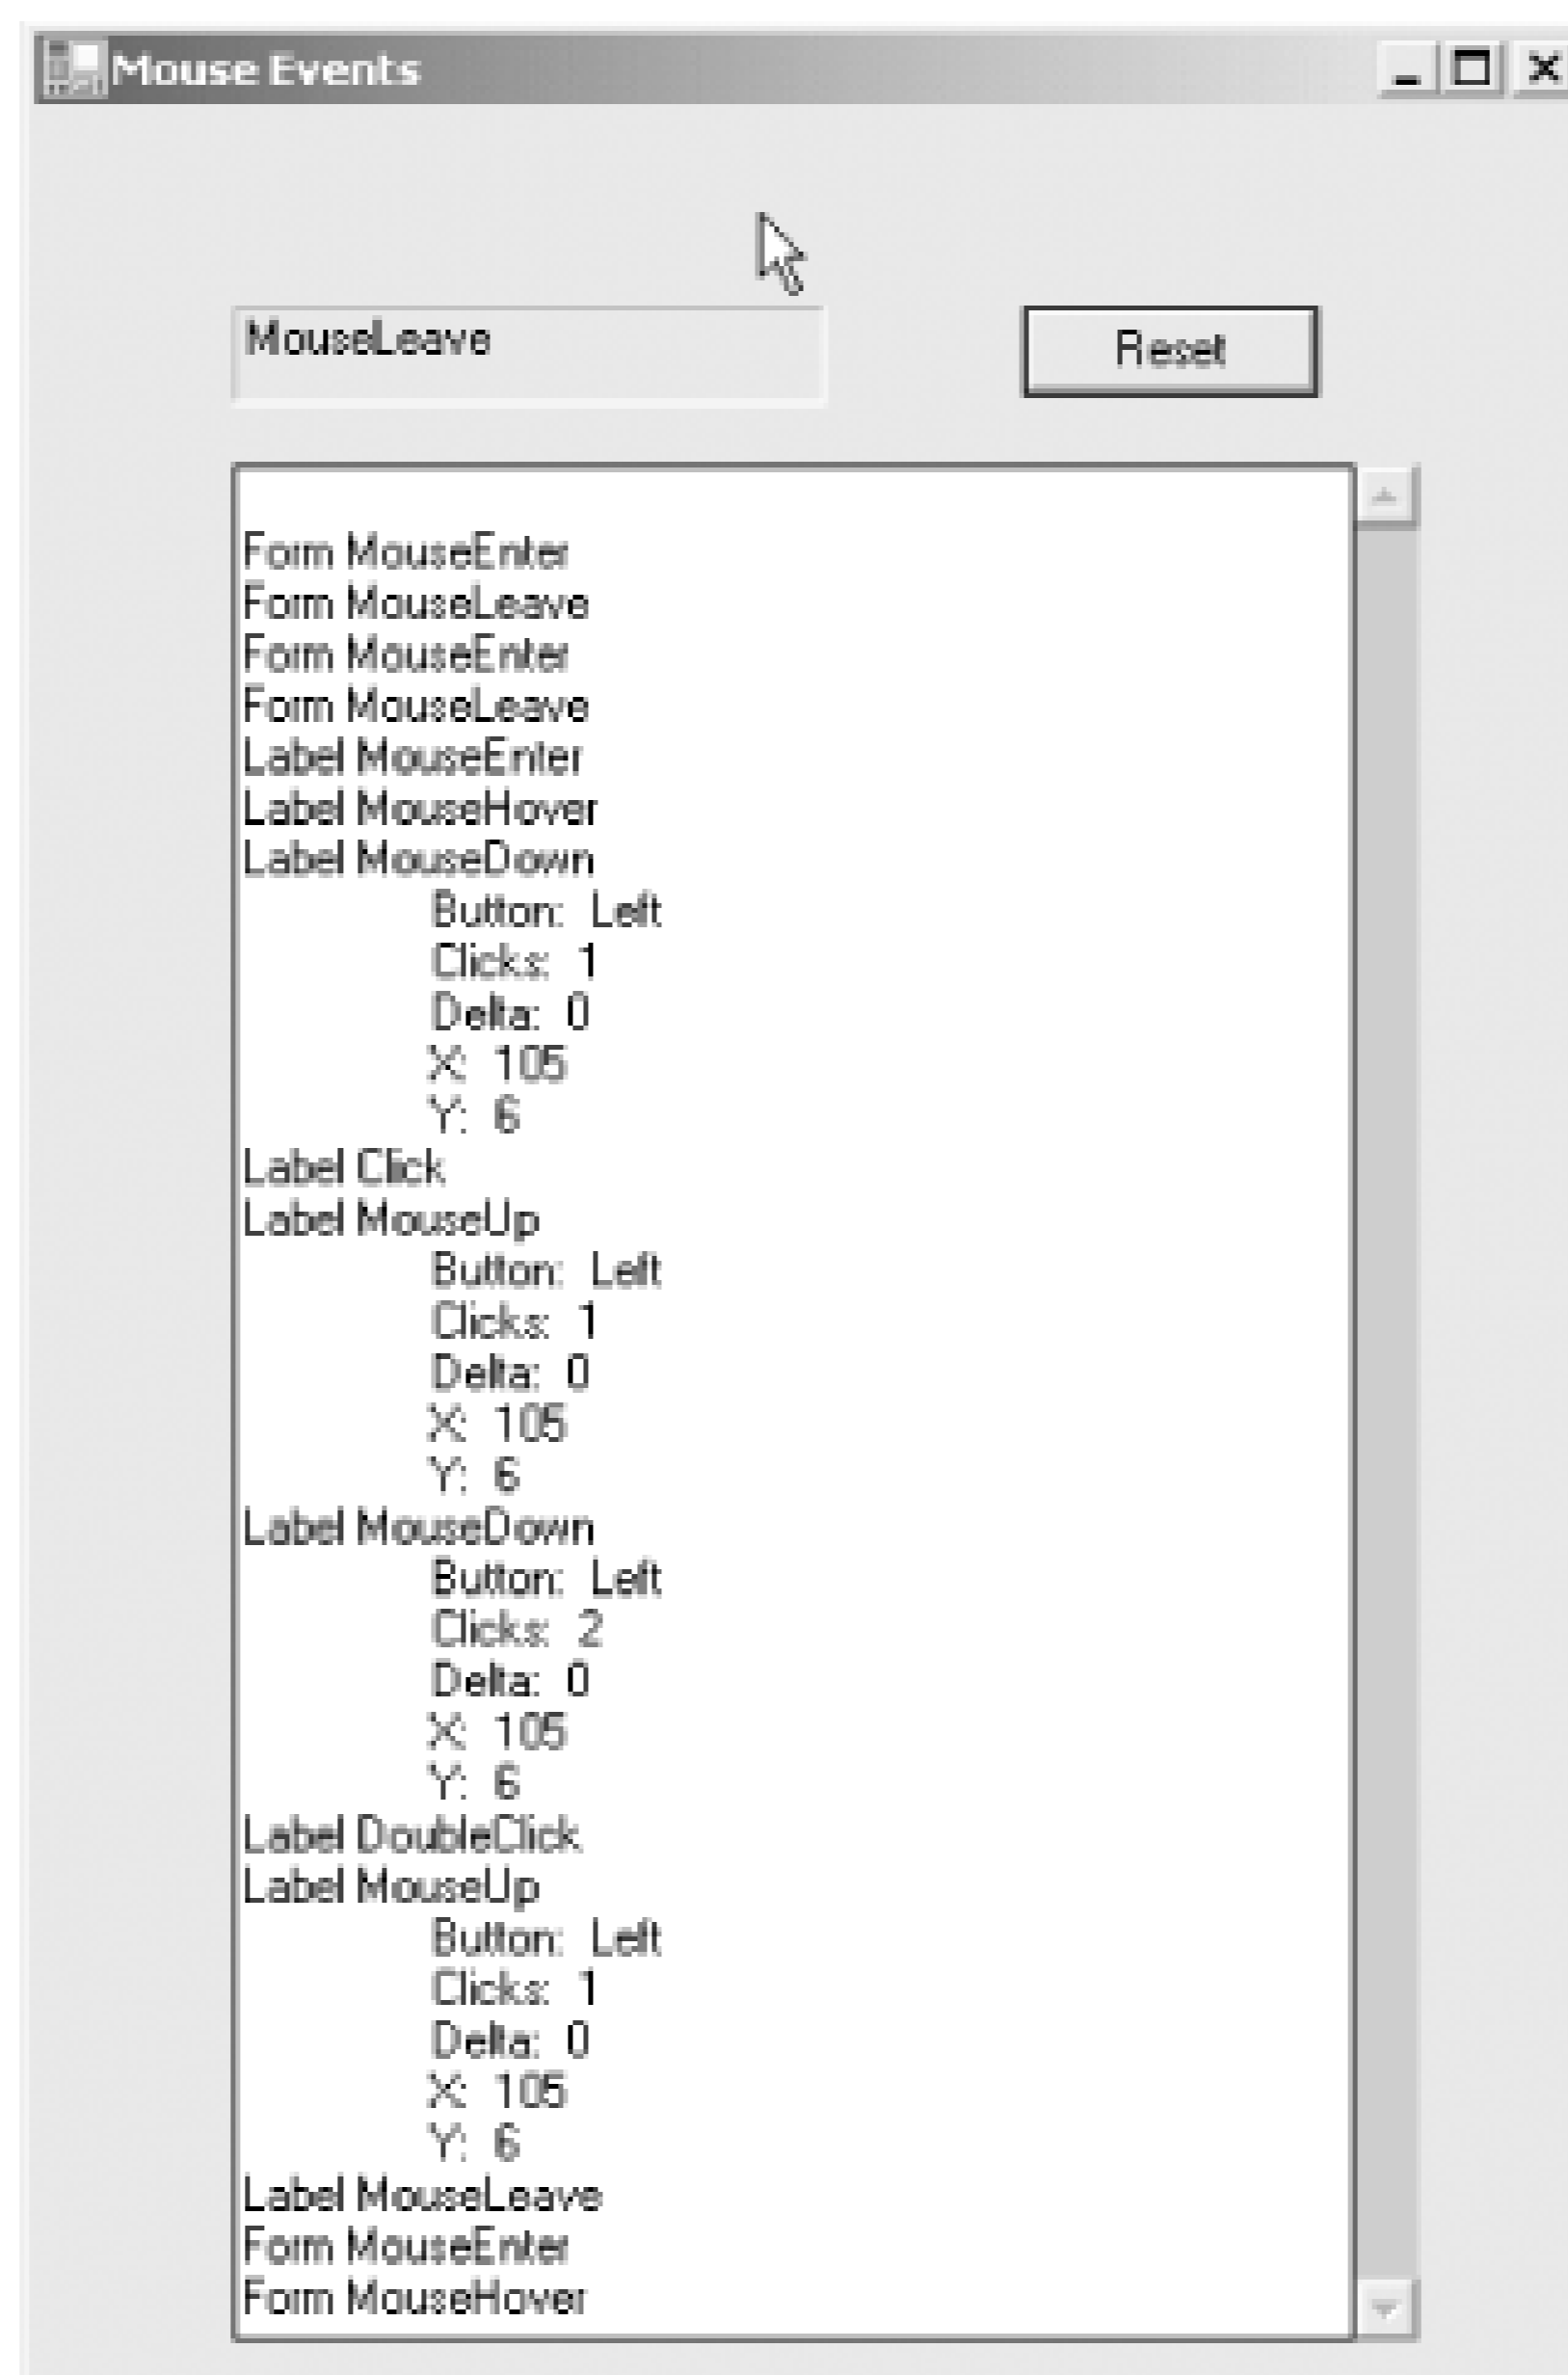 Mouse Events
MouseLeave
Reset
Form MouseEnter
Form MouseLeave
Form MouseEnter
Form MouseLeave
Label MouseEnter
Label MouseHover
Label MouseDown
Button: Left
Clicks: 1
Delta: 0
X: 105
Y: 6
Label Click
Label MouseUp
Button: Left
Clicks: 1
Delta: 0
X: 105
Y: 6
Label MouseDown
Button: Left
Clicks: 2
Delta: 0
X: 105
Y: 6
Label DoubleClick
Label MouseUp
Button: Left
Clicks: 1
Delta: 0
X: 105
Y: 6
Label MouseLeave
Form MouseEnter
Form MouseHover